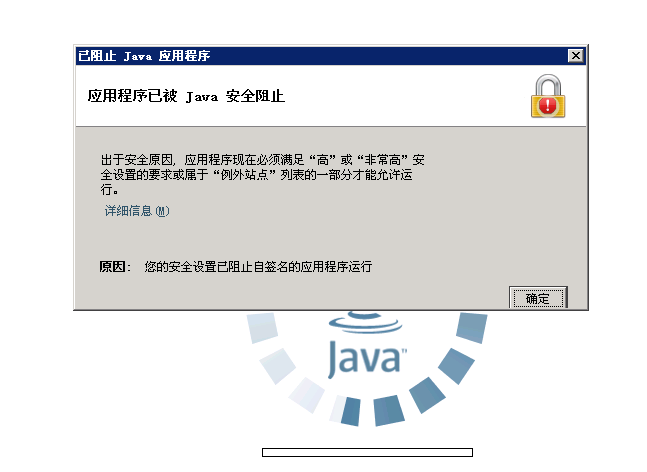 已阻止 Java 应用程序
应用程序已被 Java 安全阻止
出于安全原因, 应用程序现在必须满足“高”或“非常高”安
全设置的要求或属于“例外站点”列表的一部分才能允许运
行。
详细信息(M)
原因: 您的安全设置已阻止自签名的应用程序运行
确定
Java™